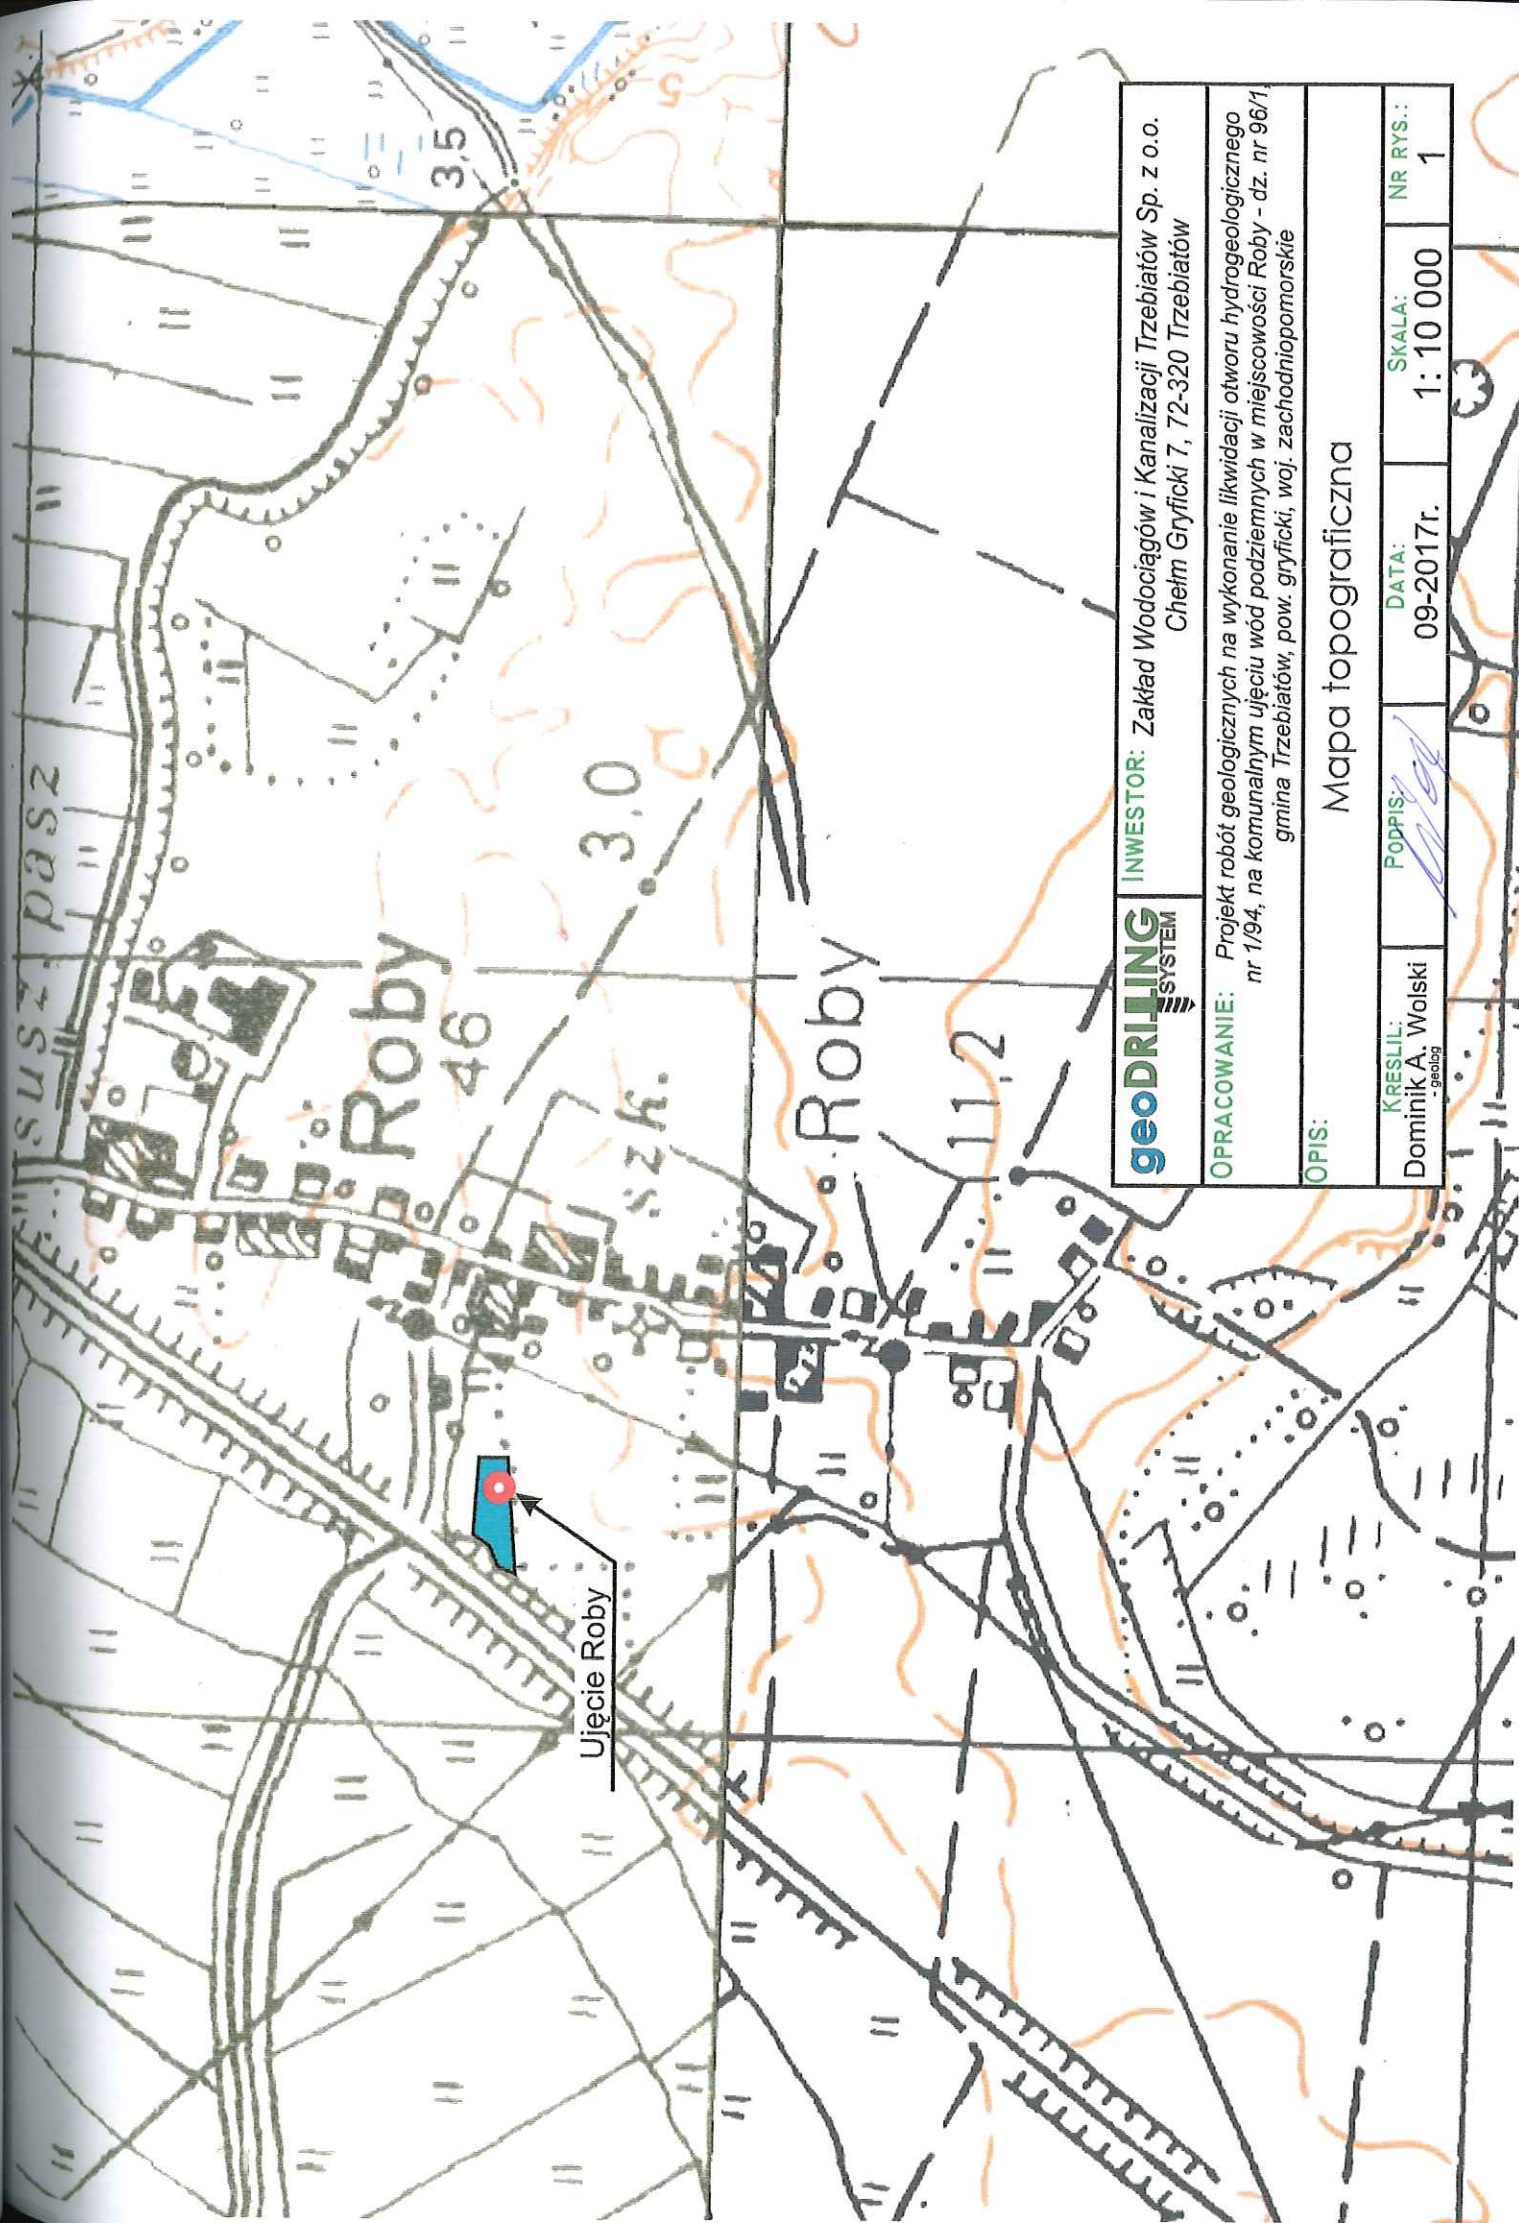 susz. pas z
3,5
Roby
46
3,0
szk.
Ujęcie Roby
Roby
11,2
5
geoDRILLING
SYSTEM
INWESTOR: Zakład Wodociągów i Kanalizacji Trzebiatów Sp. z o.o.
Chełm Gryficki 7, 72-320 Trzebiatów
OPRACOWANIE: Projekt robót geologicznych na wykonanie likwidacji otworu hydrogeologicznego
nr 1/94, na komunalnym ujęciu wód podziemnych w miejscowości Roby - dz. nr 96/1,
gmina Trzebiatów, pow. gryficki, woj. zachodniopomorskie
OPIS:
Mapa topograficzna
KREŚLIŁ:
Dominik A. Wolski
- geolog
PODPIS:
DATA:
09-2017r.
SKALA:
1: 10 000
NR RYS.:
1